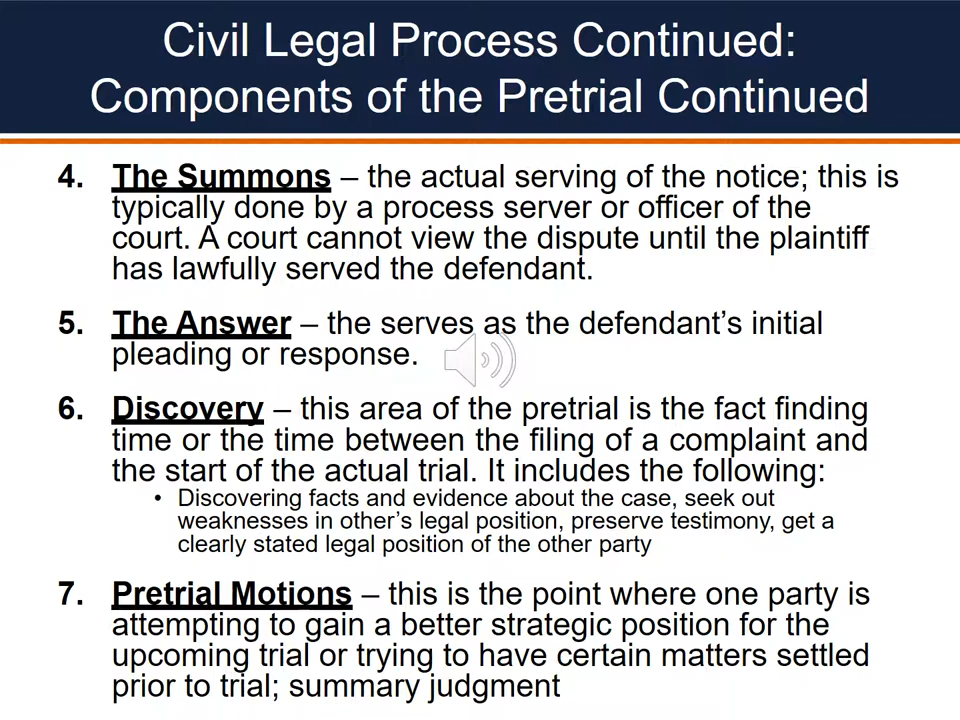 Civil Legal Process Continued:
Components of the Pretrial Continued
4. The Summons – the actual serving of the notice; this is
typically done by a process server or officer of the
court. A court cannot view the dispute until the plaintiff
has lawfully served the defendant.
5. The Answer – the serves as the defendant's initial
pleading or response.
6. Discovery – this area of the pretrial is the fact finding
time or the time between the filing of a complaint and
the start of the actual trial. It includes the following:
• Discovering facts and evidence about the case, seek out
weaknesses in other's legal position, preserve testimony, get a
clearly stated legal position of the other party
7. Pretrial Motions – this is the point where one party is
attempting to gain a better strategic position for the
upcoming trial or trying to have certain matters settled
prior to trial; summary judgment